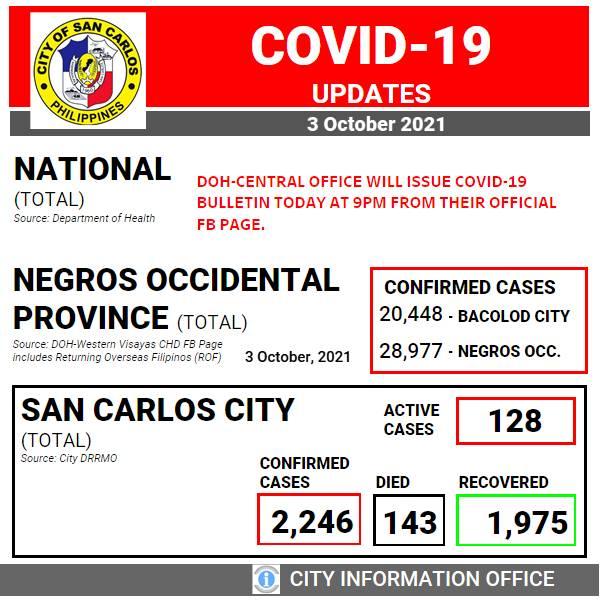 CITY OF SAN CARLOS
PHILIPPINES
COVID-19
UPDATES
3 October 2021
NATIONAL
(TOTAL)
Source: Department of Health
DOH-CENTRAL OFFICE WILL ISSUE COVID-19
BULLETIN TODAY AT 9PM FROM THEIR OFFICIAL
FB PAGE.
NEGROS OCCIDENTAL
PROVINCE (TOTAL)
Source: DOH-Western Visayas CHD FB Page
includes Returning Overseas Filipinos (ROF)
3 October, 2021
CONFIRMED CASES
20,448 - BACOLOD CITY
28,977 - NEGROS OCC.
SAN CARLOS CITY
(TOTAL)
Source: City DRRMO
ACTIVE
CASES
128
CONFIRMED
CASES
2,246
DIED
143
RECOVERED
1,975
CITY INFORMATION OFFICE